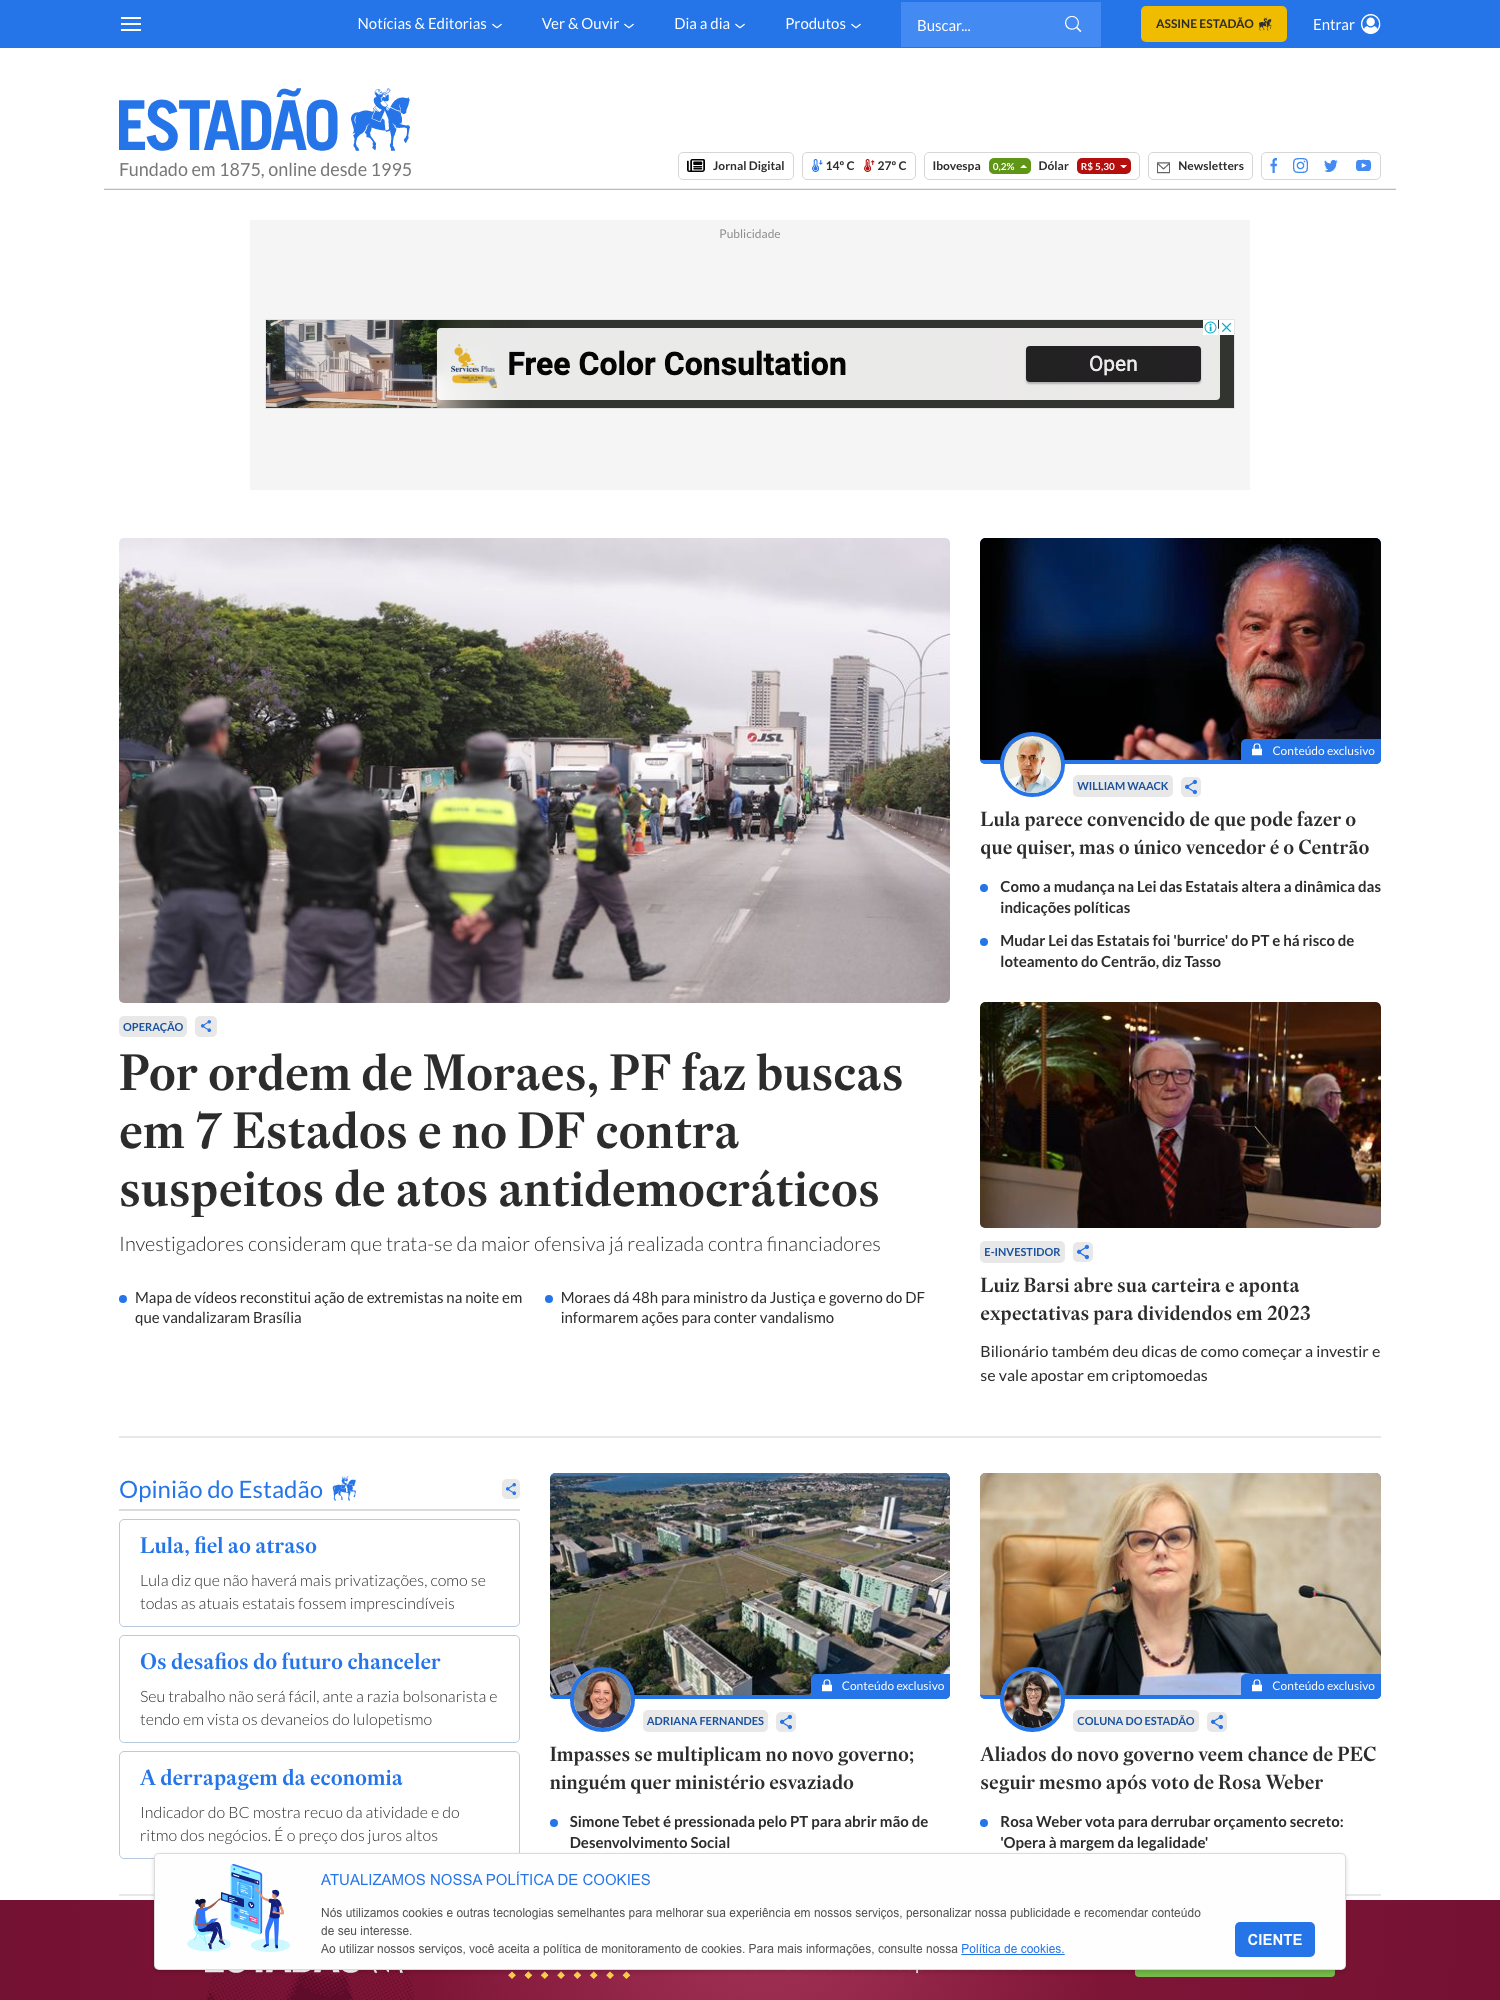 Notícias & Editorias
Ver & Ouvir
Dia a dia
Produtos
Buscar...
ASSINE ESTADÃO
Entrar
ESTADÃO
Fundado em 1875, online desde 1995
Jornal Digital
14º C
27º C
Ibovespa
0,2%
Dólar
R$ 5,30
Newsletters
Publicidade
Services Plus
Free Color Consultation
Open
JSL
OPERAÇÃO
Por ordem de Moraes, PF faz buscas
em 7 Estados e no DF contra
suspeitos de atos antidemocráticos
Investigadores consideram que trata-se da maior ofensiva já realizada contra financiadores
Mapa de vídeos reconstitui ação de extremistas na noite em
que vandalizaram Brasília
Moraes dá 48h para ministro da Justiça e governo do DF
informarem ações para conter vandalismo
Conteúdo exclusivo
WILLIAM WAACK
Lula parece convencido de que pode fazer o
que quiser, mas o único vencedor é o Centrão
Como a mudança na Lei das Estatais altera a dinâmica das
indicações políticas
Mudar Lei das Estatais foi 'burrice' do PT e há risco de
loteamento do Centrão, diz Tasso
E-INVESTIDOR
Luiz Barsi abre sua carteira e aponta
expectativas para dividendos em 2023
Bilionário também deu dicas de como começar a investir e
se vale apostar em criptomoedas
Opinião do Estadão
Lula, fiel ao atraso
Lula diz que não haverá mais privatizações, como se
todas as atuais estatais fossem imprescindíveis
Os desafios do futuro chanceler
Seu trabalho não será fácil, ante a razia bolsonarista e
tendo em vista os devaneios do lulopetismo
A derrapagem da economia
Indicador do BC mostra recuo da atividade e do
ritmo dos negócios. É o preço dos juros altos
Conteúdo exclusivo
ADRIANA FERNANDES
Impasses se multiplicam no novo governo;
ninguém quer ministério esvaziado
Simone Tebet é pressionada pelo PT para abrir mão de
Desenvolvimento Social
Conteúdo exclusivo
COLUNA DO ESTADÃO
Aliados do novo governo veem chance de PEC
seguir mesmo após voto de Rosa Weber
Rosa Weber vota para derrubar orçamento secreto:
'Opera à margem da legalidade'
ATUALIZAMOS NOSSA POLÍTICA DE COOKIES
Nós utilizamos cookies e outras tecnologias semelhantes para melhorar sua experiência em nossos serviços, personalizar nossa publicidade e recomendar conteúdo
de seu interesse.
Ao utilizar nossos serviços, você aceita a política de monitoramento de cookies. Para mais informações, consulte nossa Política de cookies.
CIENTE
ESTADÃO